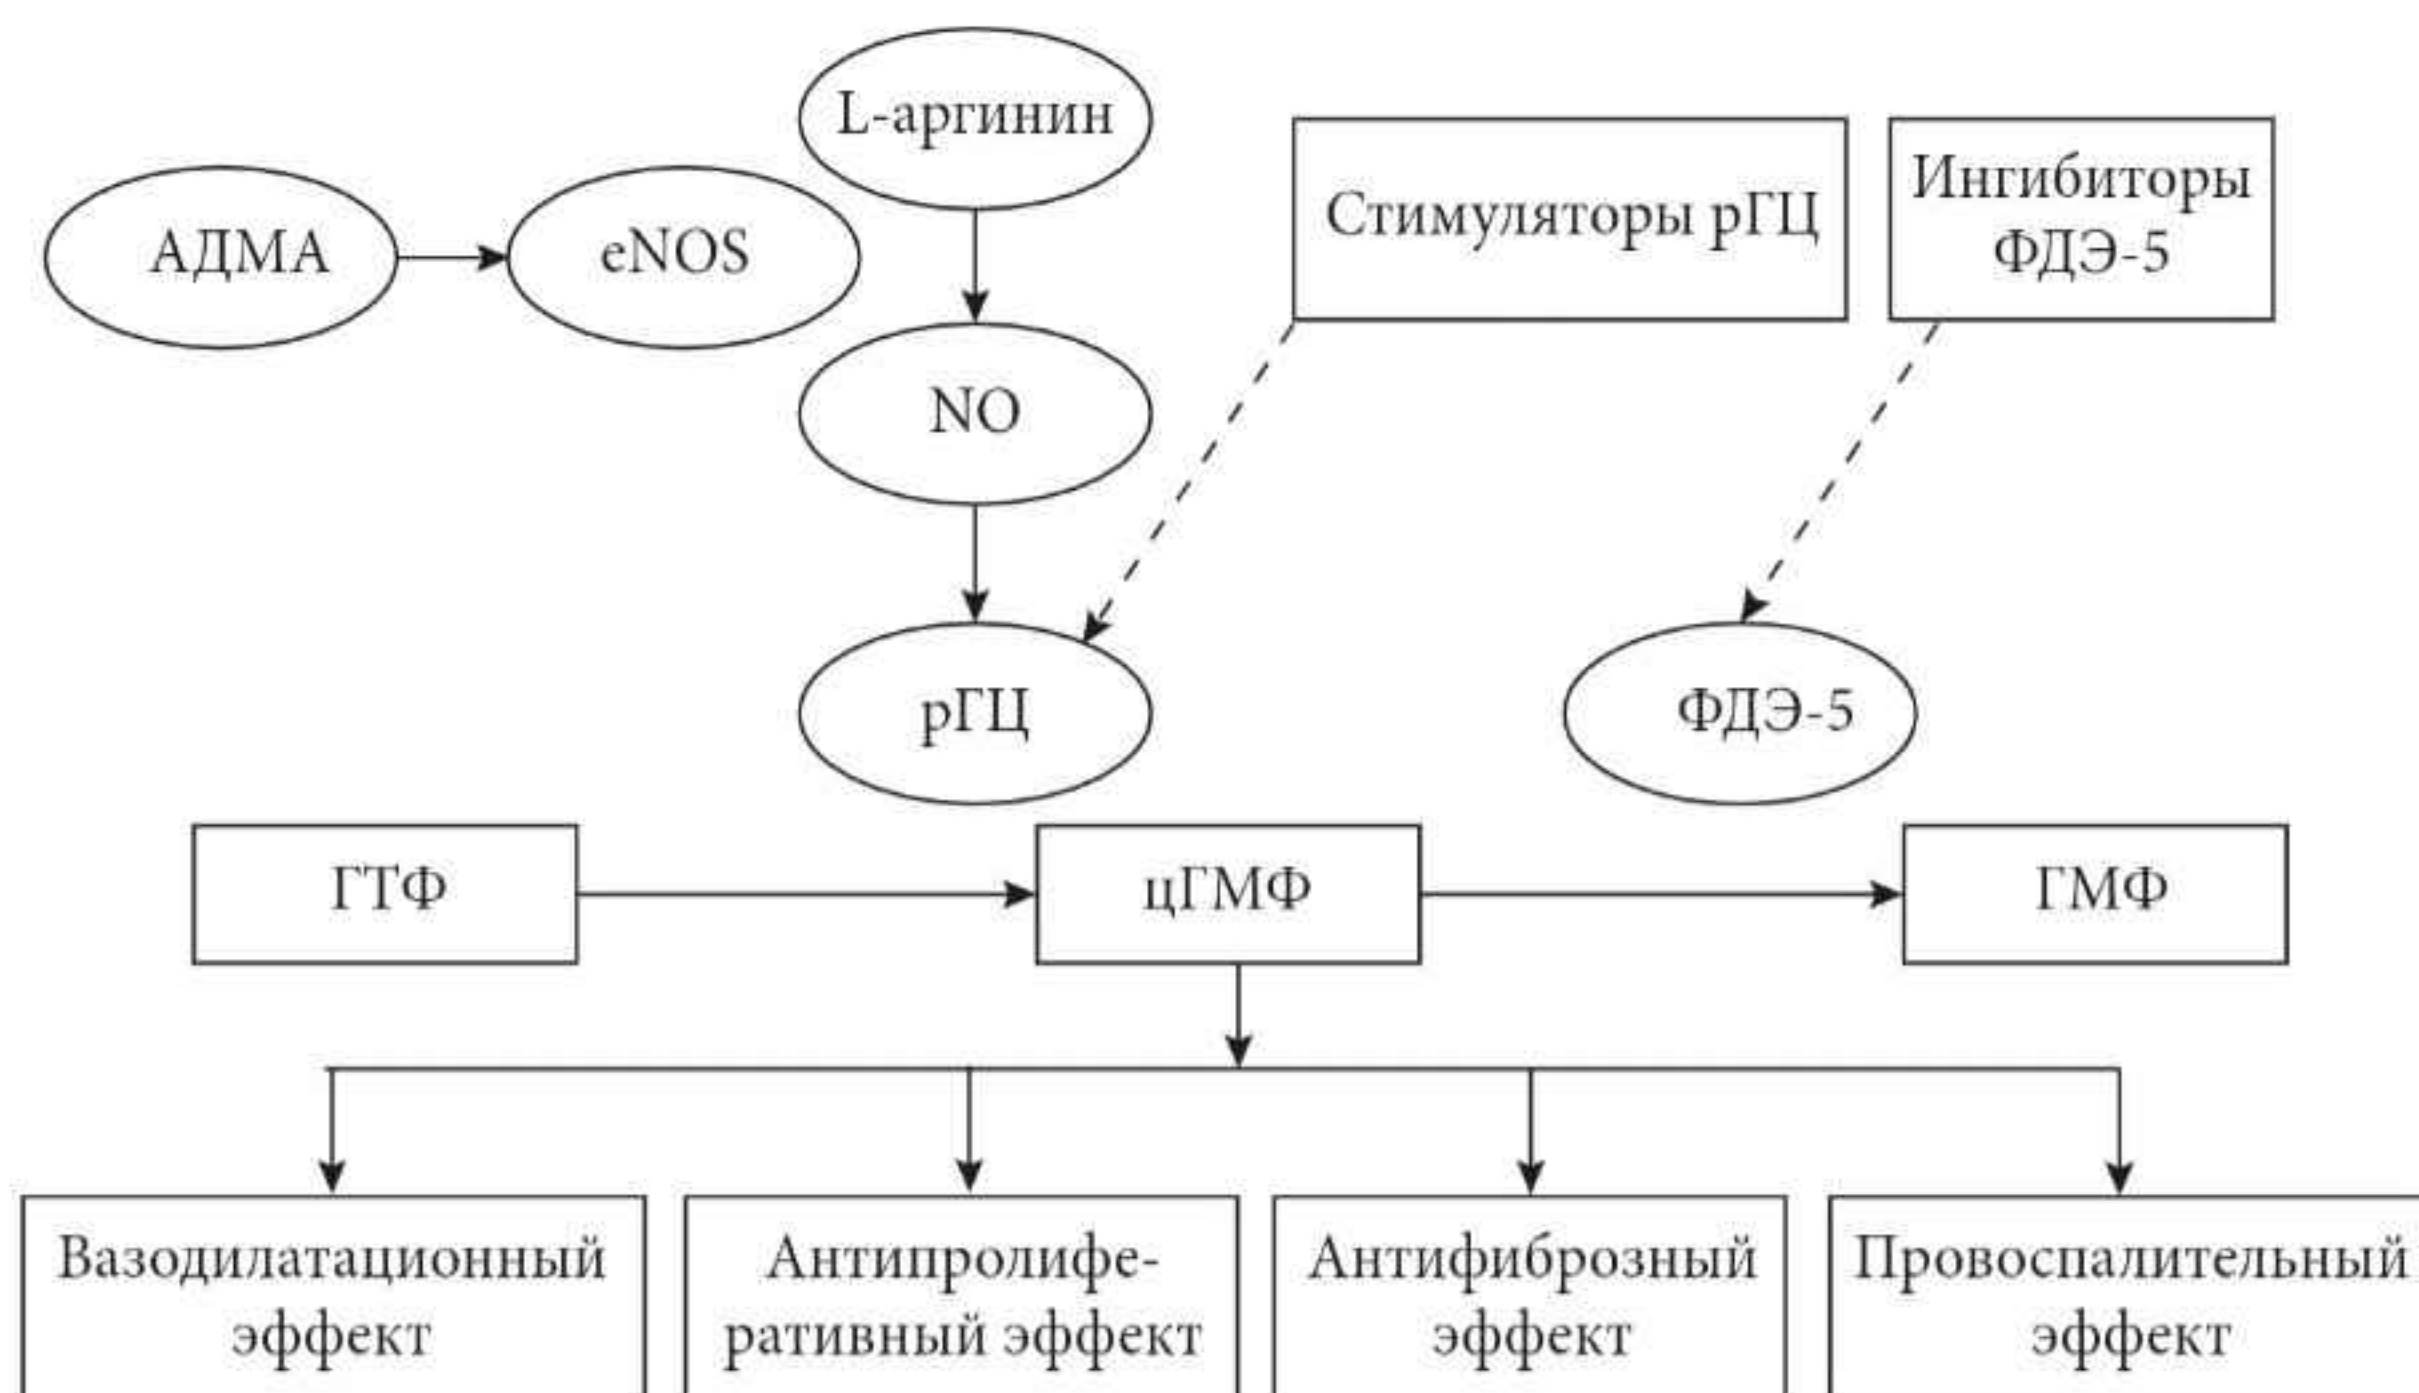 L-аргинин
АДМА
eNOS
Стимуляторы рГЦ
Ингибиторы
ФДЭ-5
NO
рГЦ
ФДЭ-5
ГТФ
цГМФ
ГМФ
Вазодилатационный
эффект
Антипролифе-
ративный эффект
Антифиброзный
эффект
Провоспалительный
эффект